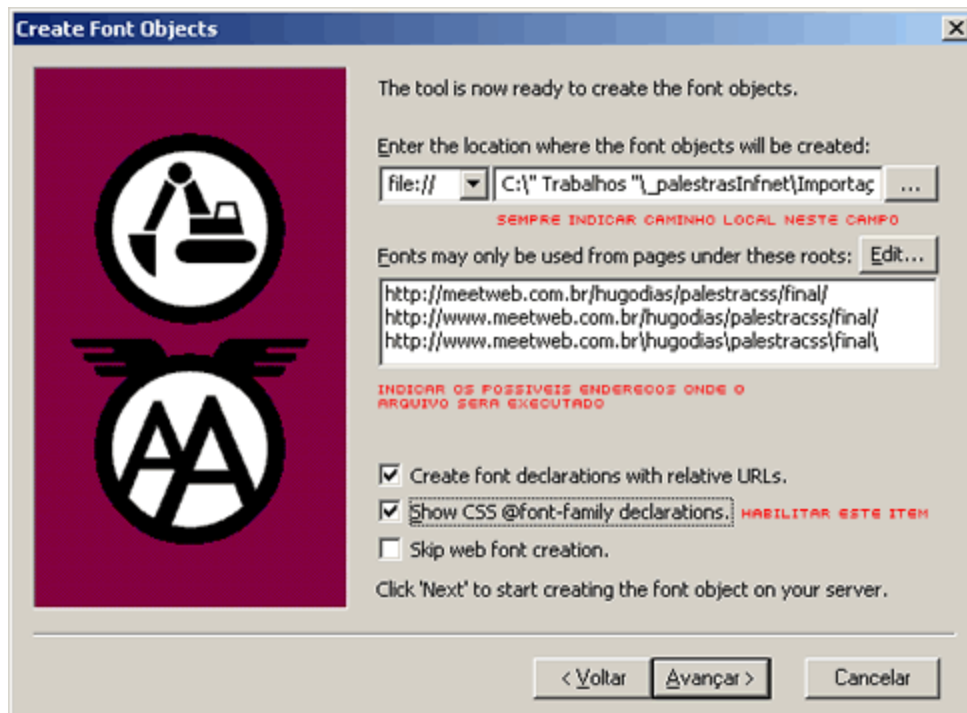 Create Font Objects
The tool is now ready to create the font objects.
Enter the location where the font objects will be created:
file:// C:\" Trabalhos "\_palestrasInfnet\Importaç ...
SEMPRE INDICAR CAMINHO LOCAL NESTE CAMPO
Fonts may only be used from pages under these roots: Edit...
http://meetweb.com.br/hugodias/palestracss/final/
http://www.meetweb.com.br/hugodias/palestracss/final/
http://www.meetweb.com.br\hugodias\palestracss\final\
INDICAR OS POSSIVEIS ENDERECOS ONDE O
ARQUIVO SERA EXECUTADO
Create font declarations with relative URLs.
Show CSS @font-family declarations. HABILITAR ESTE ITEM
Skip web font creation.
Click 'Next' to start creating the font object on your server.
AA
< Voltar Avançar > Cancelar